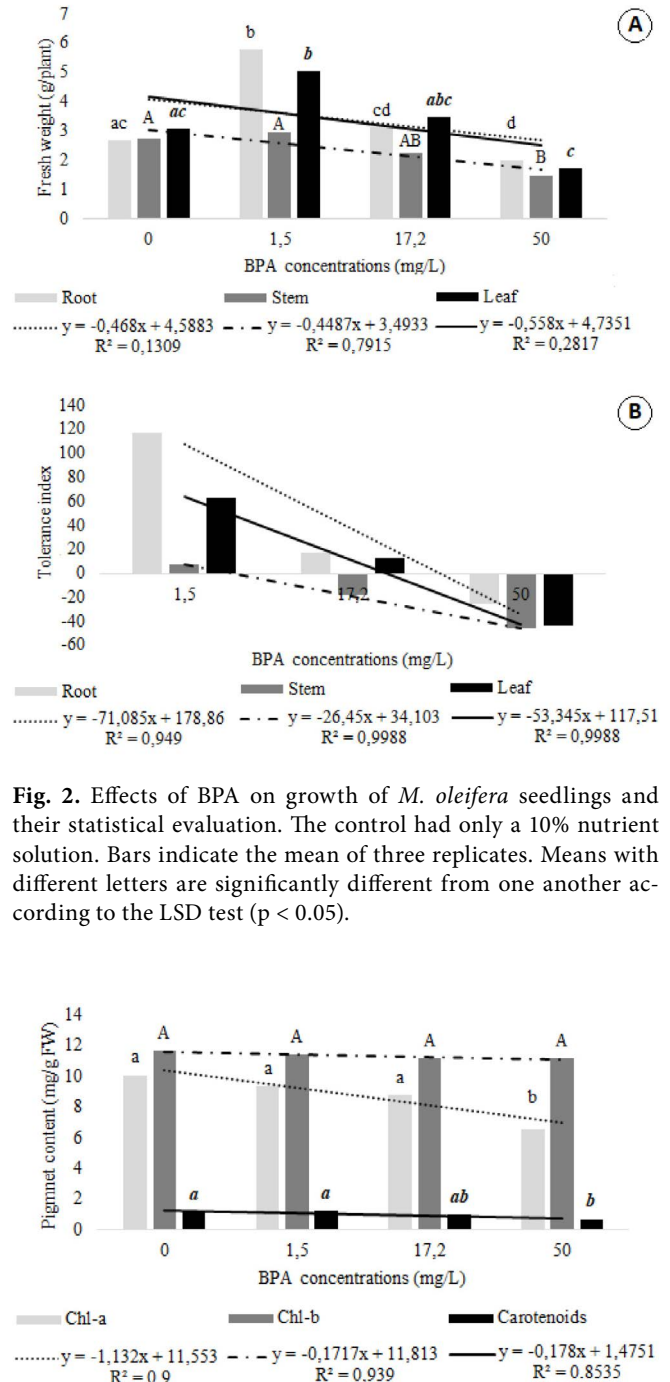 A
7
6
5
4
3
2
1
0
Fresh weight (g/plant)
ac A ac
b A b
cd AB abc
d B c
0 1,5 17,2 50
BPA concentrations (mg/L)
Root Stem Leaf
y = -0,468x + 4,5883 y = -0,4487x + 3,4933 y = -0,558x + 4,7351
R² = 0,1309 R² = 0,7915 R² = 0,2817
B
140
120
100
80
60
40
20
0
-20
-40
-60
Tolerance index
1,5 17,2 50
BPA concentrations (mg/L)
Root Stem Leaf
y = -71,085x + 178,86 y = -26,45x + 34,103 y = -53,345x + 117,51
R² = 0,949 R² = 0,9988 R² = 0,9988
Fig. 2. Effects of BPA on growth of M. oleifera seedlings and
their statistical evaluation. The control had only a 10% nutrient
solution. Bars indicate the mean of three replicates. Means with
different letters are significantly different from one another ac-
cording to the LSD test (p < 0.05).
14
12
10
8
6
4
2
0
Pigmnet content (mg/g FW)
a A a
a A a
a A ab
b A b
0 1,5 17,2 50
BPA concentrations (mg/L)
Chl-a Chl-b Carotenoids
y = -1,132x + 11,553 y = -0,1717x + 11,813 y = -0,178x + 1,4751
R² = 0,9 R² = 0,939 R² = 0.8535